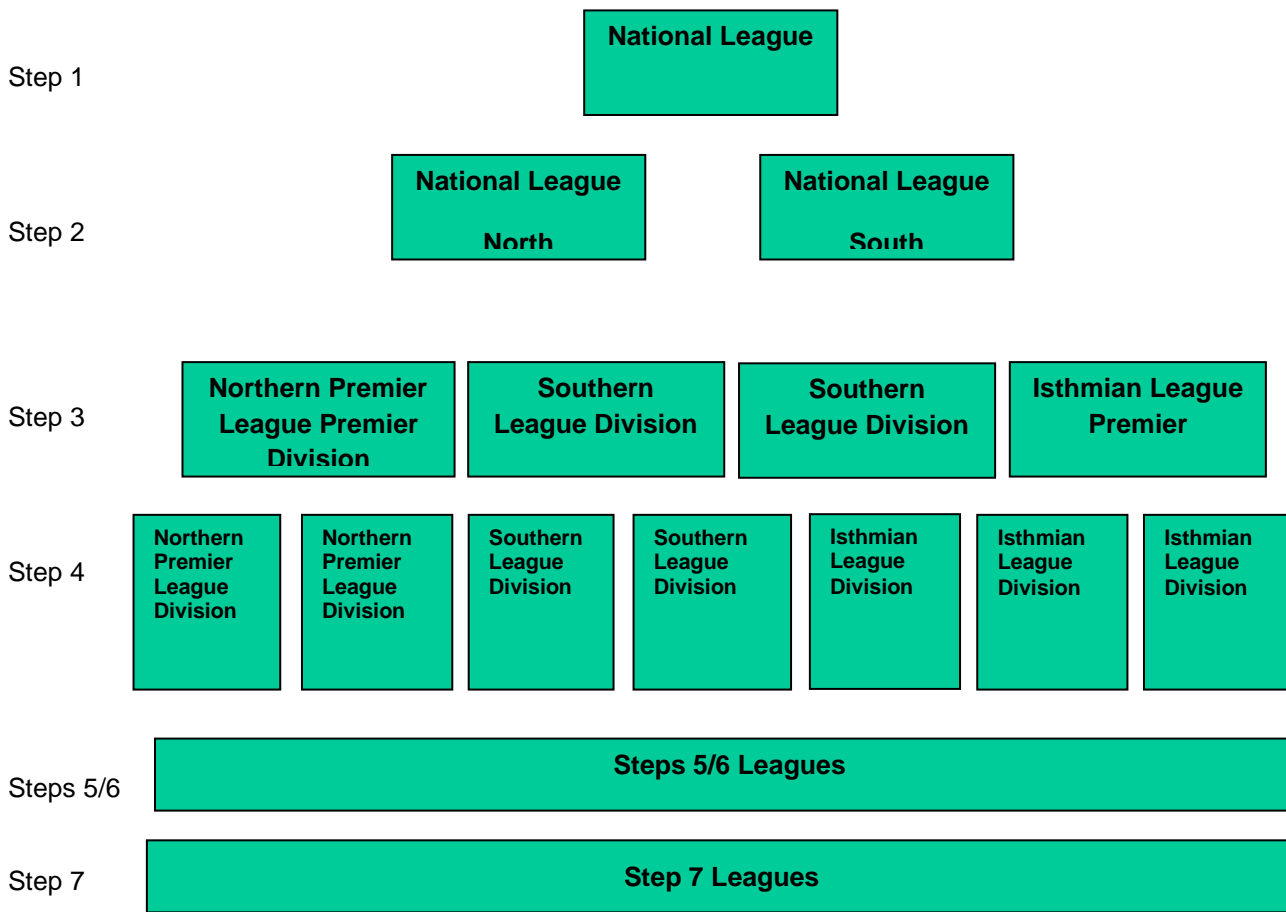 National League
Step 1
National League
North
National League
South
Step 2
Northern Premier
League Premier
Division
Southern
League Division
Southern
League Division
Isthmian League
Premier
Step 3
Northern
Premier
League
Division
Northern
Premier
League
Division
Southern
League
Division
Southern
League
Division
Isthmian
League
Division
Isthmian
League
Division
Isthmian
League
Division
Step 4
Steps 5/6 Leagues
Steps 5/6
Step 7 Leagues
Step 7